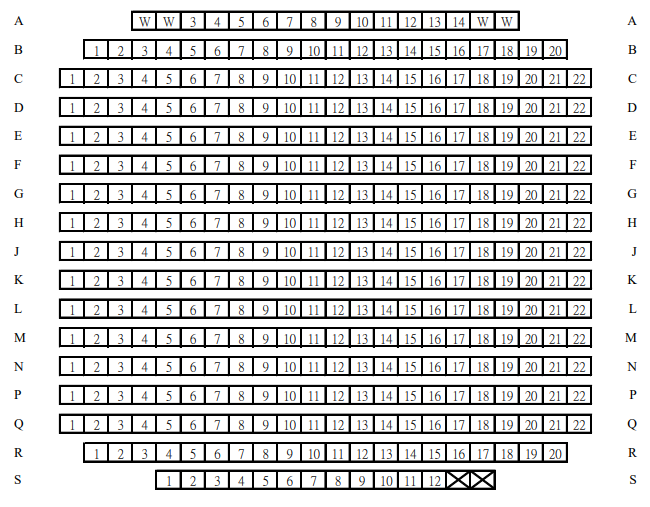 A W W 3 4 5 6 7 8 9 10 11 12 13 14 W W A
B 1 2 3 4 5 6 7 8 9 10 11 12 13 14 15 16 17 18 19 20 B
C 1 2 3 4 5 6 7 8 9 10 11 12 13 14 15 16 17 18 19 20 21 22 C
D 1 2 3 4 5 6 7 8 9 10 11 12 13 14 15 16 17 18 19 20 21 22 D
E 1 2 3 4 5 6 7 8 9 10 11 12 13 14 15 16 17 18 19 20 21 22 E
F 1 2 3 4 5 6 7 8 9 10 11 12 13 14 15 16 17 18 19 20 21 22 F
G 1 2 3 4 5 6 7 8 9 10 11 12 13 14 15 16 17 18 19 20 21 22 G
H 1 2 3 4 5 6 7 8 9 10 11 12 13 14 15 16 17 18 19 20 21 22 H
J 1 2 3 4 5 6 7 8 9 10 11 12 13 14 15 16 17 18 19 20 21 22 J
K 1 2 3 4 5 6 7 8 9 10 11 12 13 14 15 16 17 18 19 20 21 22 K
L 1 2 3 4 5 6 7 8 9 10 11 12 13 14 15 16 17 18 19 20 21 22 L
M 1 2 3 4 5 6 7 8 9 10 11 12 13 14 15 16 17 18 19 20 21 22 M
N 1 2 3 4 5 6 7 8 9 10 11 12 13 14 15 16 17 18 19 20 21 22 N
P 1 2 3 4 5 6 7 8 9 10 11 12 13 14 15 16 17 18 19 20 21 22 P
Q 1 2 3 4 5 6 7 8 9 10 11 12 13 14 15 16 17 18 19 20 21 22 Q
R 1 2 3 4 5 6 7 8 9 10 11 12 13 14 15 16 17 18 19 20 R
S 1 2 3 4 5 6 7 8 9 10 11 12 S